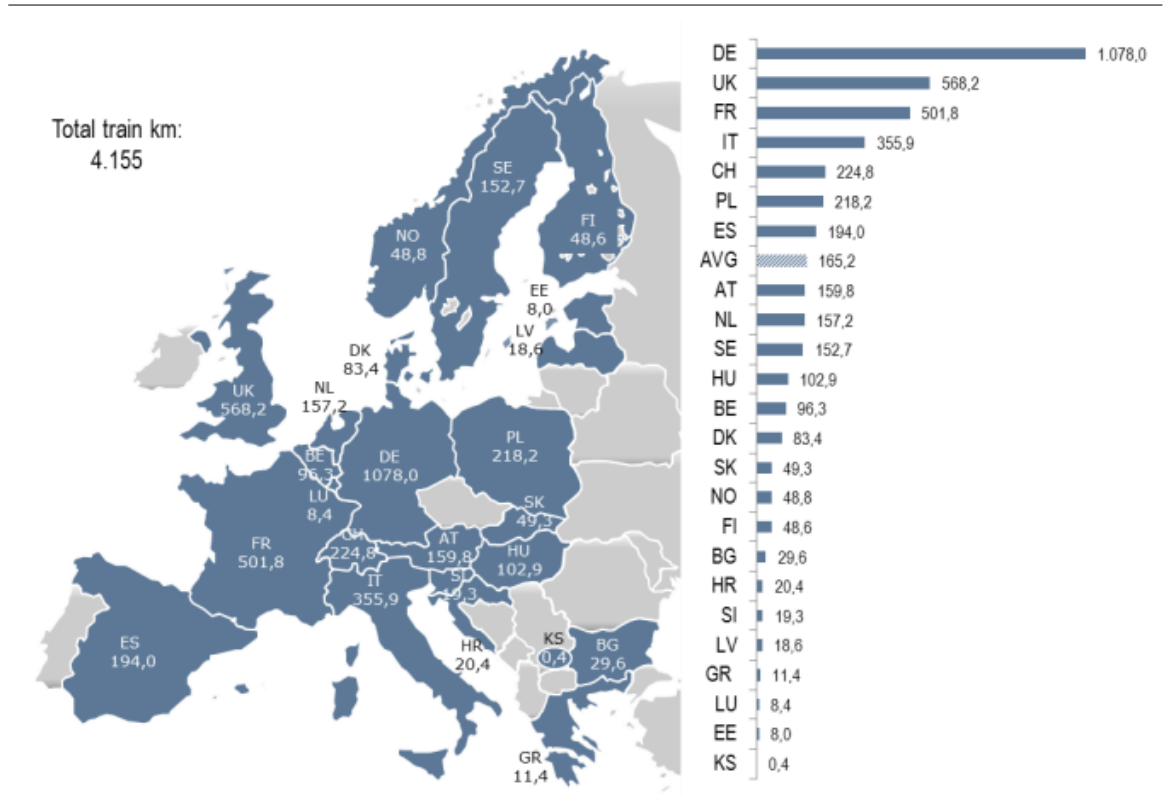 Total train km:
4.155
SE
152,7
FI
48,6
NO
48,8
EE
8,0
LV
18,6
DK
83,4
NL
157,2
UK
568,2
PL
218,2
BE
96,3
DE
1078,0
LU
8,4
SK
49,3
FR
501,8
CH
224,8
AT
159,8
HU
102,9
SI
19,3
IT
355,9
ES
194,0
HR
20,4
KS
0,4
BG
29,6
GR
11,4
DE 1.078,0
UK 568,2
FR 501,8
IT 355,9
CH 224,8
PL 218,2
ES 194,0
AVG 165,2
AT 159,8
NL 157,2
SE 152,7
HU 102,9
BE 96,3
DK 83,4
SK 49,3
NO 48,8
FI 48,6
BG 29,6
HR 20,4
SI 19,3
LV 18,6
GR 11,4
LU 8,4
EE 8,0
KS 0,4